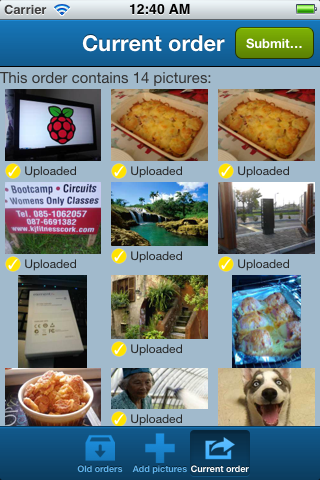 Carrier 12:40 AM
Current order Submit...
This order contains 14 pictures:
Uploaded Uploaded Uploaded
• Bootcamp • Circuits
• Womens Only Classes
Tel. 085-1062057
087-6691382
www.kjfitnesscork.com
Uploaded Uploaded Uploaded
Uploaded Uploaded Uploaded
Uploaded
Old orders Add pictures Current order